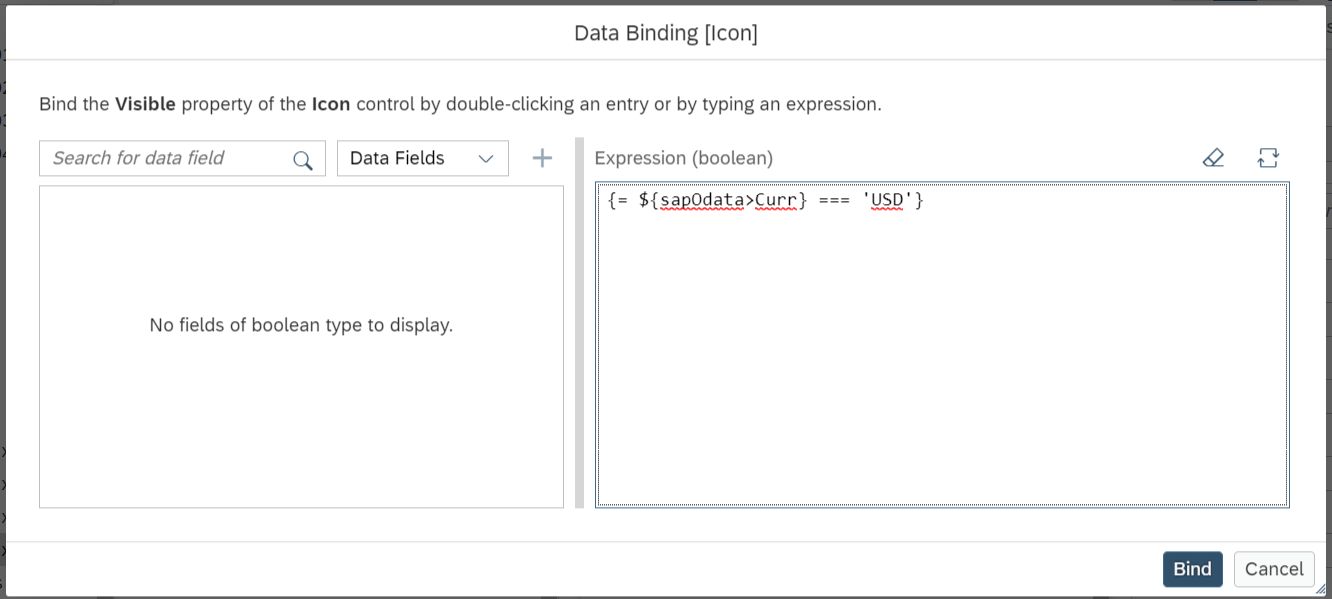 Data Binding [Icon]
Bind the Visible property of the Icon control by double-clicking an entry or by typing an expression.
Search for data field
Data Fields
Expression (boolean)
{= ${sapOdata>Curr} === 'USD'}
No fields of boolean type to display.
Bind
Cancel